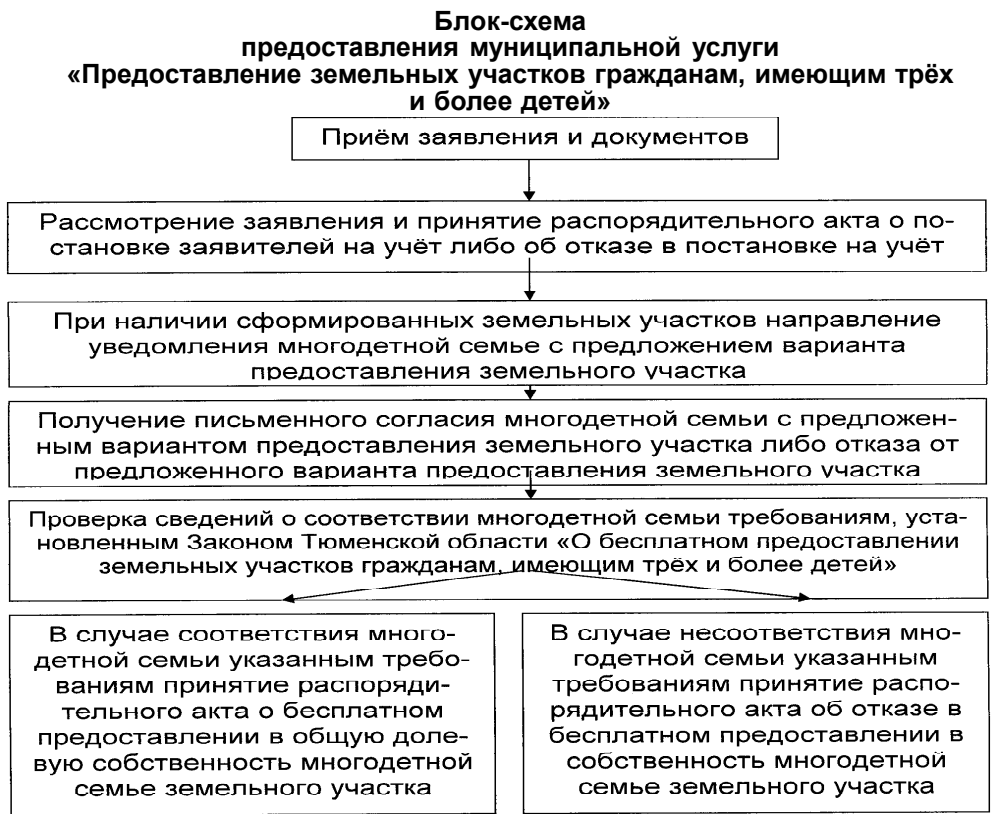 Блок-схема
предоставления муниципальной услуги
«Предоставление земельных участков гражданам, имеющим трёх
и более детей»
Приём заявления и документов
Рассмотрение заявления и принятие распорядительного акта о по-
становке заявителей на учёт либо об отказе в постановке на учёт
При наличии сформированных земельных участков направление
уведомления многодетной семье с предложением варианта
предоставления земельного участка
Получение письменного согласия многодетной семьи с предложен-
ным вариантом предоставления земельного участка либо отказа от
предложенного варианта предоставления земельного участка
Проверка сведений о соответствии многодетной семьи требованиям, уста-
новленным Законом Тюменской области «О бесплатном предоставлении
земельных участков гражданам, имеющим трёх и более детей»
В случае соответствия много-
детной семьи указанным требо-
ваниям принятие распоряди-
тельного акта о бесплатном
предоставлении в общую доле-
вую собственность многодетной
семье земельного участка
В случае несоответствия мно-
годетной семьи указанным
требованиям принятие распо-
рядительного акта об отказе в
бесплатном предоставлении в
собственность многодетной
семье земельного участка